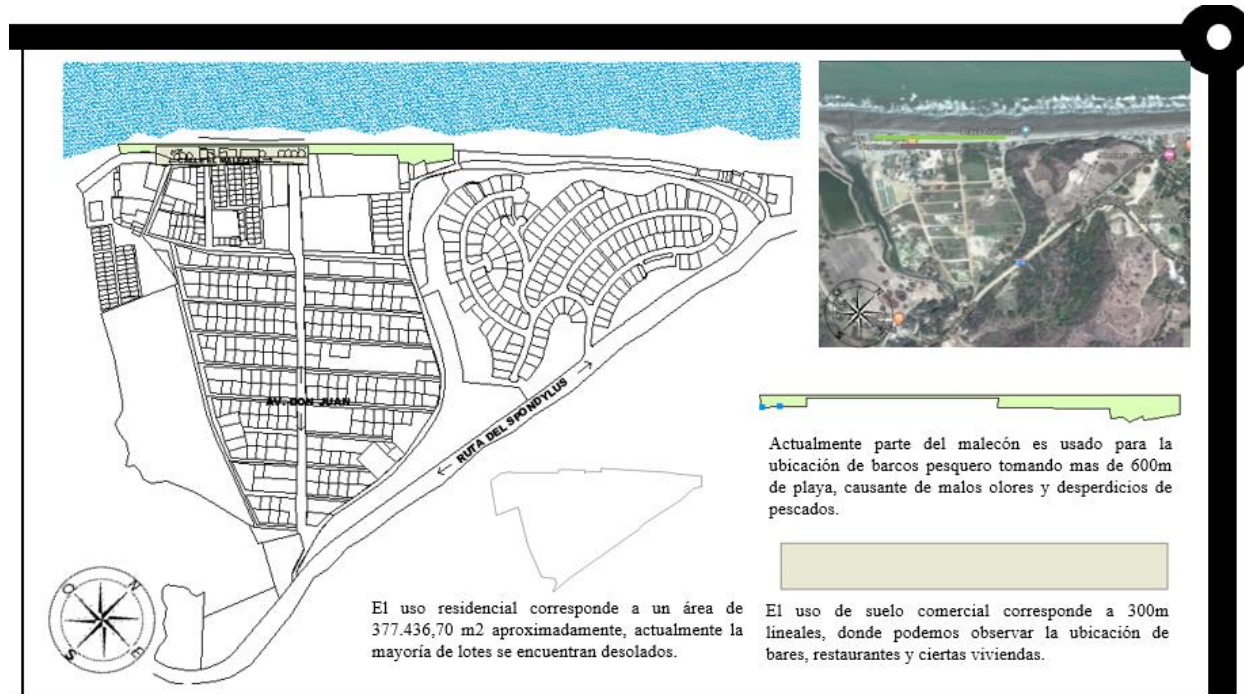 AV. DON JUAN
← RUTA DEL SPONDYLUS →
O
N
S
E
El uso residencial corresponde a un área de
377.436,70 m2 aproximadamente, actualmente la
mayoría de lotes se encuentran desolados.
Actualmente parte del malecón es usado para la
ubicación de barcos pesquero tomando mas de 600m
de playa, causante de malos olores y desperdicios de
pescados.
El uso de suelo comercial corresponde a 300m
lineales, donde podemos observar la ubicación de
bares, restaurantes y ciertas viviendas.